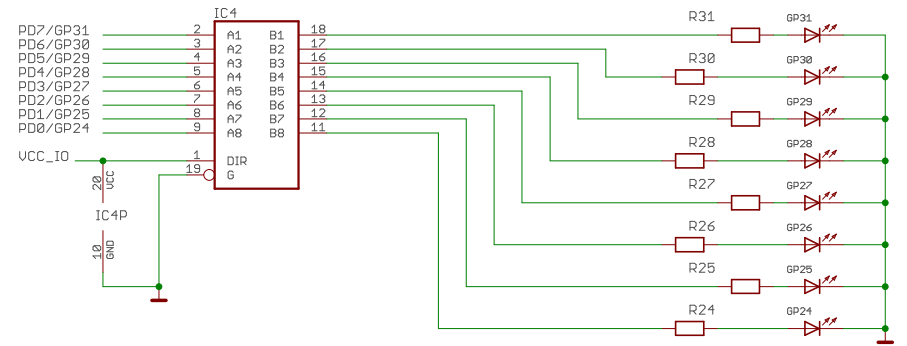 IC4
PD7/GP31 2 A1 B1 18
PD6/GP30 3 A2 B2 17
PD5/GP29 4 A3 B3 16
PD4/GP28 5 A4 B4 15
PD3/GP27 6 A5 B5 14
PD2/GP26 7 A6 B6 13
PD1/GP25 8 A7 B7 12
PD0/GP24 9 A8 B8 11
VCC_IO 1 DIR
19 G
20 VCC
IC4P
10 GND
R31 GP31
R30 GP30
R29 GP29
R28 GP28
R27 GP27
R26 GP26
R25 GP25
R24 GP24